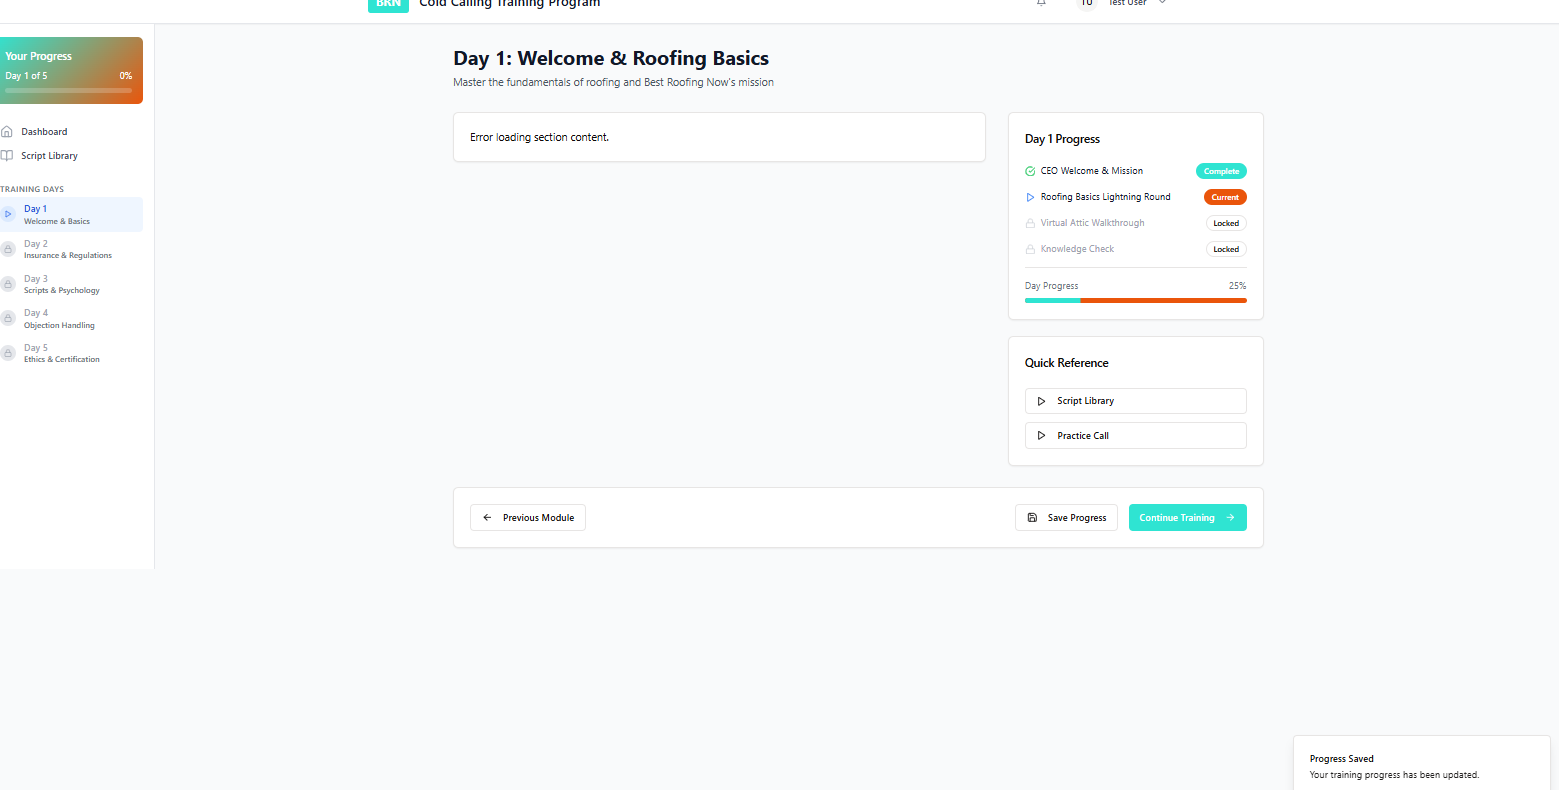 BRN
Cold Calling Training Program
TU
Test User
Your Progress
Day 1 of 5
0%
Dashboard
Script Library
TRAINING DAYS
Day 1
Welcome & Basics
Day 2
Insurance & Regulations
Day 3
Scripts & Psychology
Day 4
Objection Handling
Day 5
Ethics & Certification
Day 1: Welcome & Roofing Basics
Master the fundamentals of roofing and Best Roofing Now's mission
Error loading section content.
Day 1 Progress
CEO Welcome & Mission
Complete
Roofing Basics Lightning Round
Current
Virtual Attic Walkthrough
Locked
Knowledge Check
Locked
Day Progress
25%
Quick Reference
Script Library
Practice Call
Previous Module
Save Progress
Continue Training
Progress Saved
Your training progress has been updated.